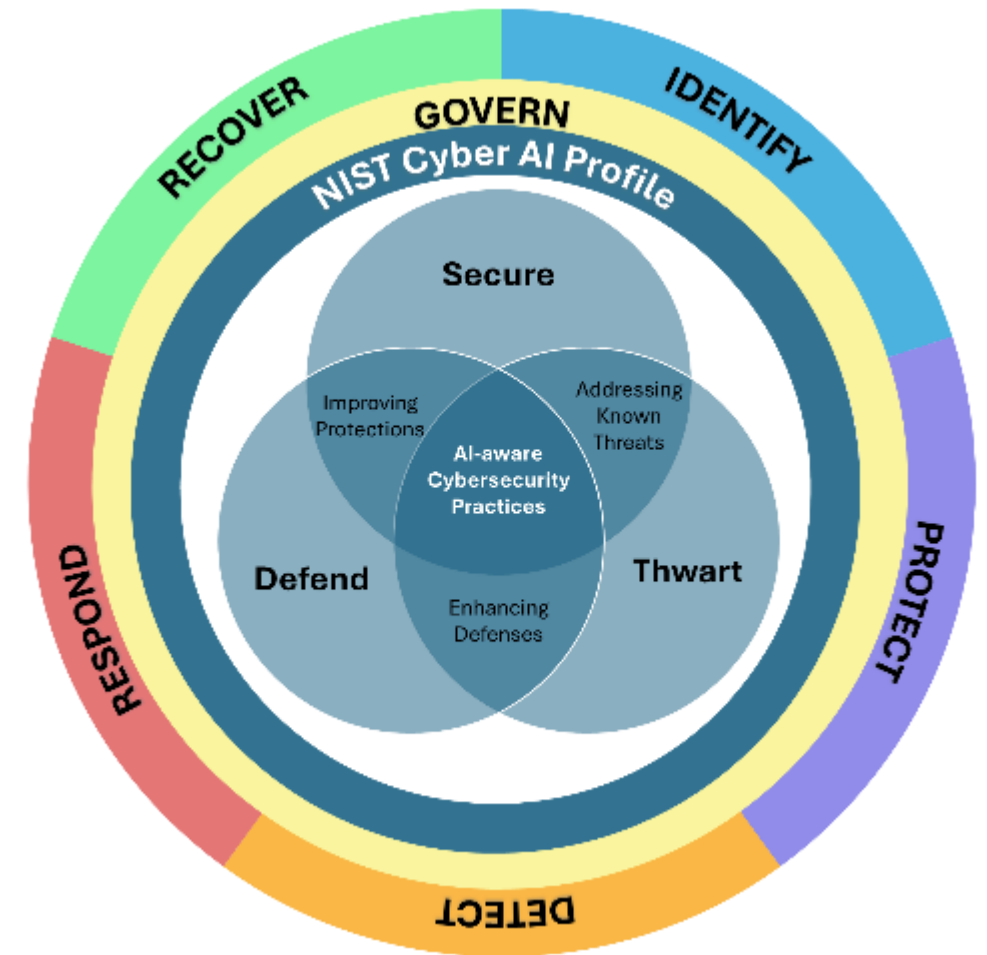 RECOVER
IDENTIFY
GOVERN
NIST Cyber AI Profile
Secure
Improving
Protections
Addressing
Known
Threats
AI-aware
Cybersecurity
Practices
Defend
Thwart
Enhancing
Defenses
RESPOND
PROTECT
DETECT